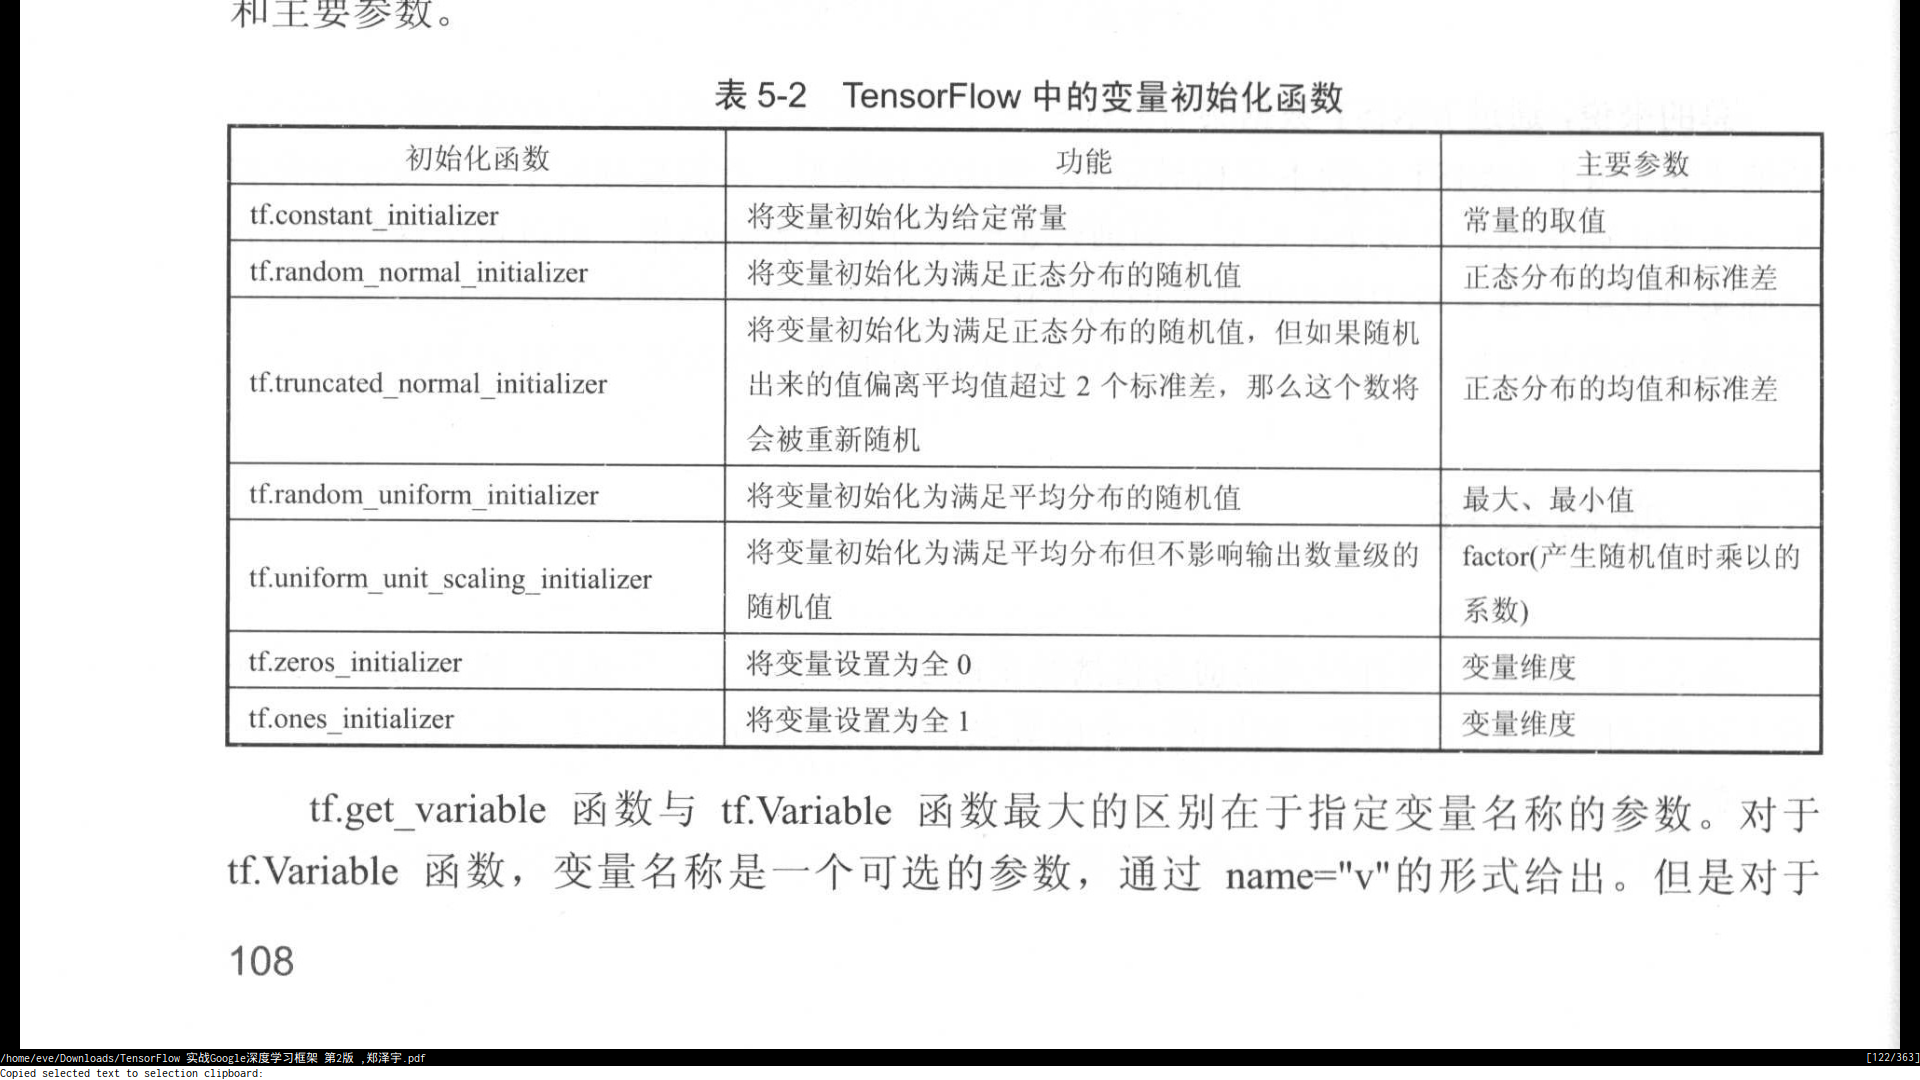 和主要参数。
表 5-2 TensorFlow 中的变量初始化函数
初始化函数 功能 主要参数
tf.constant_initializer 将变量初始化为给定常量 常量的取值
tf.random_normal_initializer 将变量初始化为满足正态分布的随机值 正态分布的均值和标准差
将变量初始化为满足正态分布的随机值，但如果随机
tf.truncated_normal_initializer 出来的值偏离平均值超过 2 个标准差，那么这个数将 正态分布的均值和标准差
会被重新随机
tf.random_uniform_initializer 将变量初始化为满足平均分布的随机值 最大、最小值
将变量初始化为满足平均分布但不影响输出数量级的 factor(产生随机值时乘以的
tf.uniform_unit_scaling_initializer
随机值 系数)
tf.zeros_initializer 将变量设置为全 0 变量维度
tf.ones_initializer 将变量设置为全 1 变量维度
tf.get_variable 函数与 tf.Variable 函数最大的区别在于指定变量名称的参数。对于
tf.Variable 函数，变量名称是一个可选的参数，通过 name="v"的形式给出。但是对于
108
/home/eve/Downloads/TensorFlow 实战Google深度学习框架 第2版 ,郑泽宇.pdf [122/363]
Copied selected text to selection clipboard: